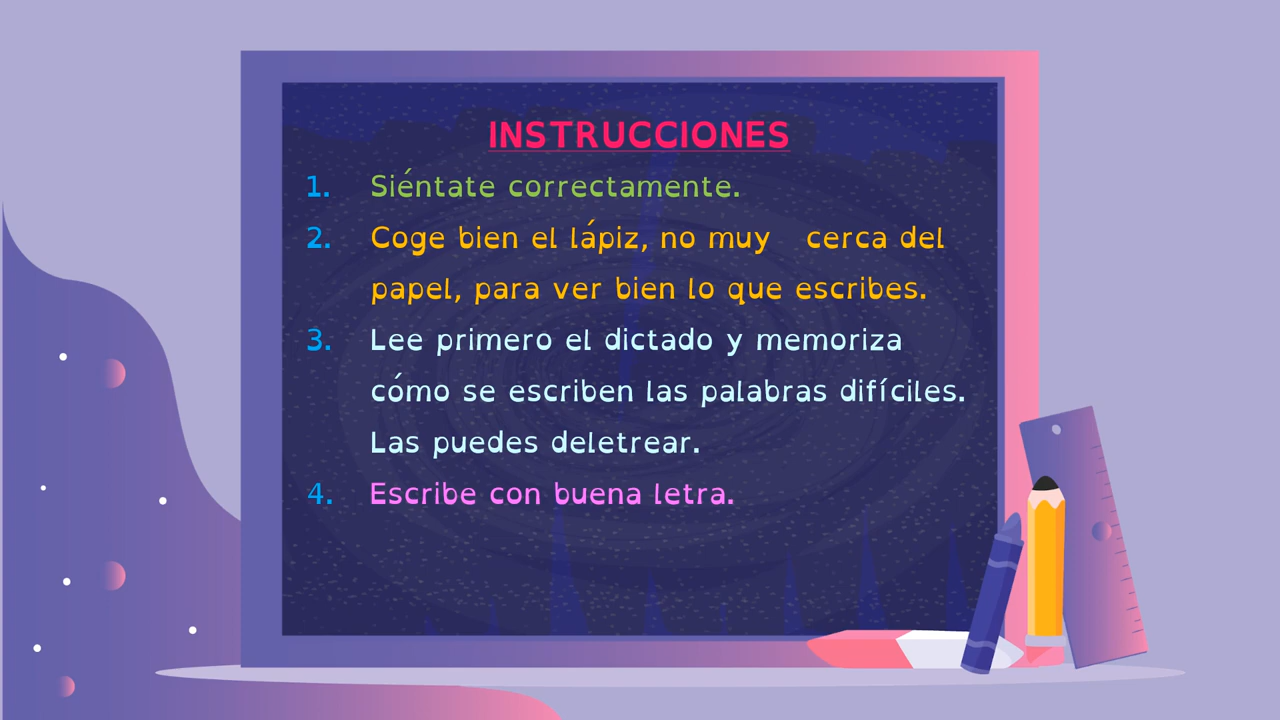 INSTRUCCIONES
1. Siéntate correctamente.
2. Coge bien el lápiz, no muy cerca del
papel, para ver bien lo que escribes.
3. Lee primero el dictado y memoriza
cómo se escriben las palabras difíciles.
Las puedes deletrear.
4. Escribe con buena letra.